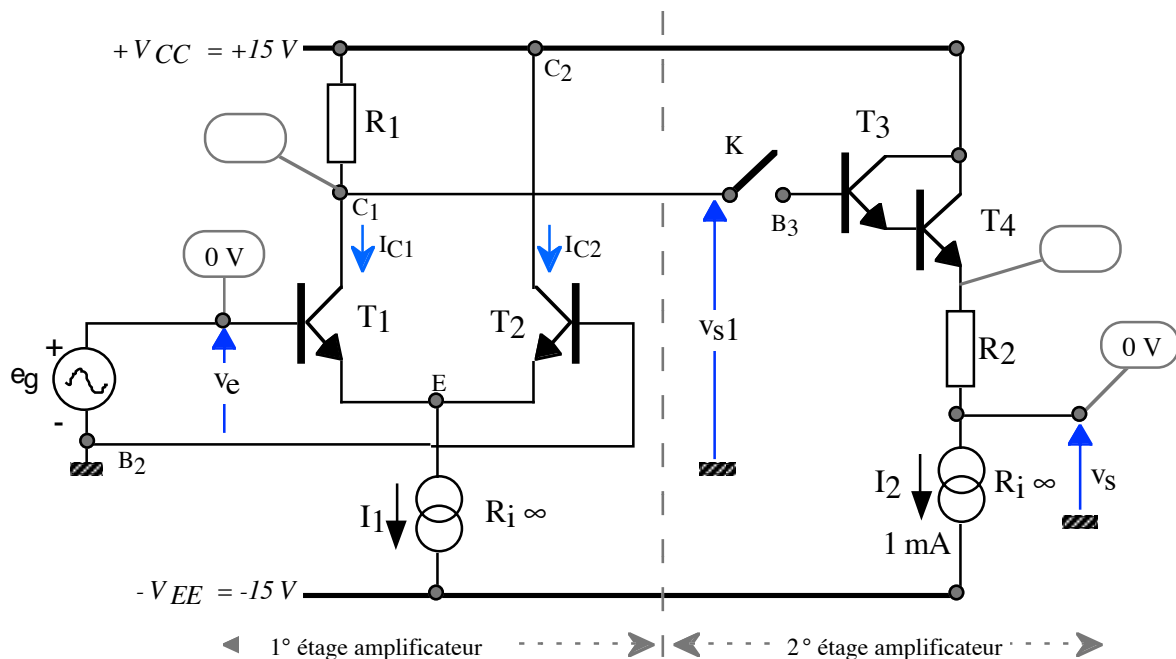 + V CC = +15 V
C2
R1
T3
K
C1
B3
T4
IC1
IC2
0 V
T1
T2
vs1
R2
0 V
+
eg
ve
E
-
B2
I1
Ri ∞
I2
Ri ∞
vs
1 mA
- V EE = -15 V
1° étage amplificateur
2° étage amplificateur